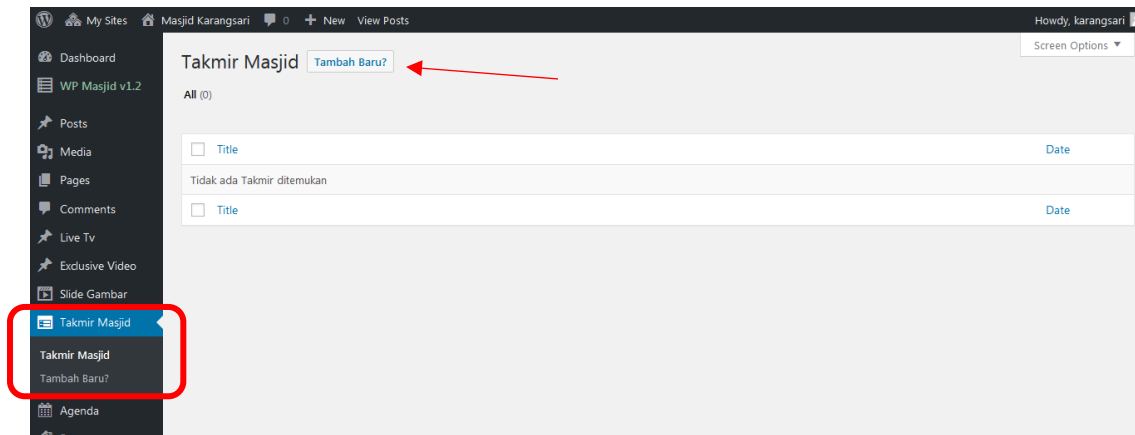 My Sites Masjid Karangsari 0 + New View Posts Howdy, karangsari
Screen Options ▼
Dashboard
WP Masjid v1.2
Posts
Media
Pages
Comments
Live Tv
Exclusive Video
Slide Gambar
Takmir Masjid
Takmir Masjid
Tambah Baru?
Agenda
Takmir Masjid Tambah Baru?
All (0)
Title Date
Tidak ada Takmir ditemukan
Title Date